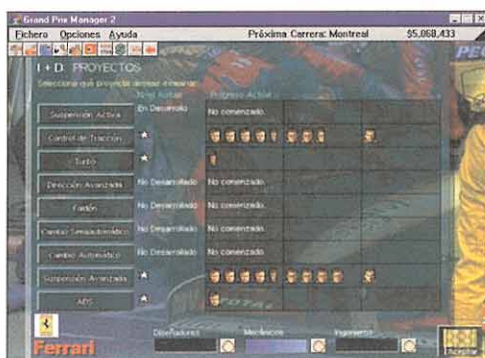 Grand Prix Manager 2
Fichero Opciones Ayuda Próxima Carrera: Montreal $5,068,433
I + D: PROYECTOS
Selecciona qué proyecto deseas examinar.
Nivel Actual Progreso Actual
Suspensión Activa En Desarrollo No comenzado.
Control de Tracción
Turbo
Dirección Avanzada No Desarrollado No comenzado.
Faldón No Desarrollado No comenzado.
Cambio Semiautomático No Desarrollado No comenzado.
Cambio Automático No Desarrollado No comenzado.
Suspensión Avanzada
ABS
TOTAL
Diseñadores Mecánicos Ingenieros
Ferrari